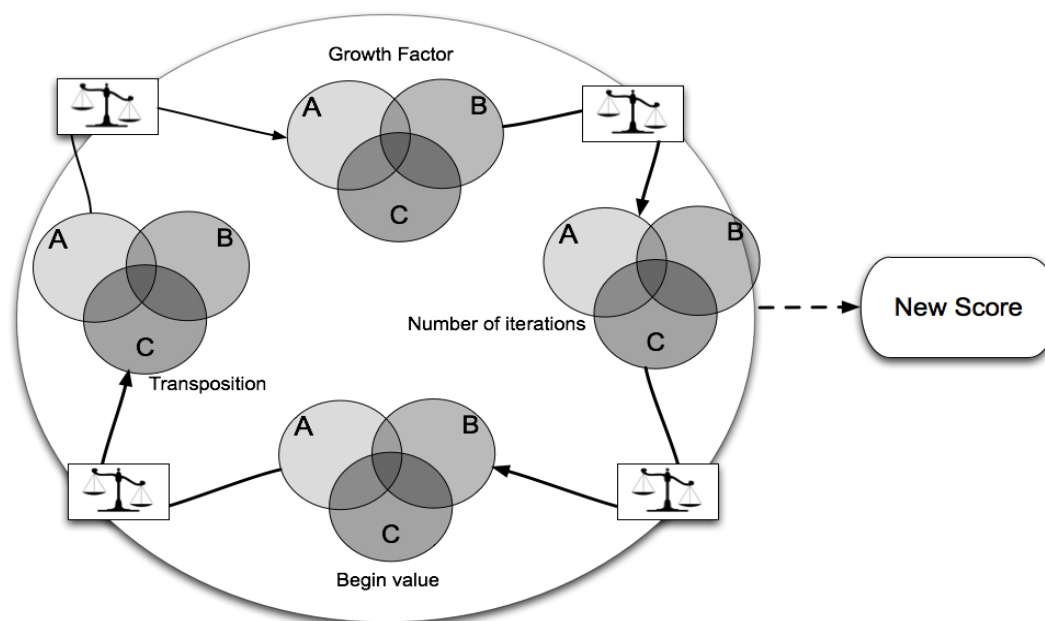 Growth Factor
A
B
C
A
B
C
Transposition
A
B
C
Number of iterations
New Score
A
B
C
Begin value